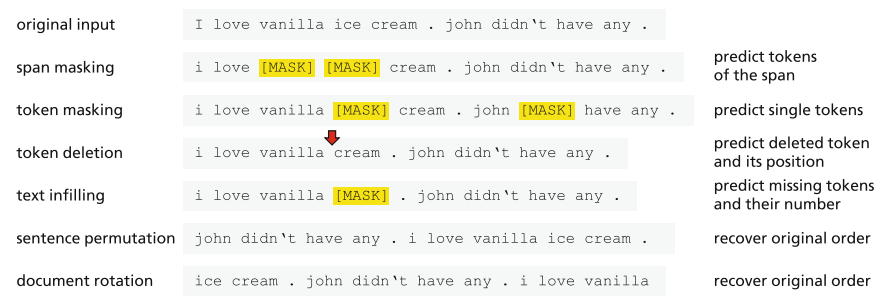 original input I love vanilla ice cream . john didn‛t have any .
span masking i love [MASK] [MASK] cream . john didn‛t have any . predict tokens
of the span
token masking i love vanilla [MASK] cream . john [MASK] have any . predict single tokens
token deletion i love vanilla cream . john didn‛t have any . predict deleted token
and its position
text infilling i love vanilla [MASK] . john didn‛t have any . predict missing tokens
and their number
sentence permutation john didn‛t have any . i love vanilla ice cream . recover original order
document rotation ice cream . john didn‛t have any . i love vanilla recover original order